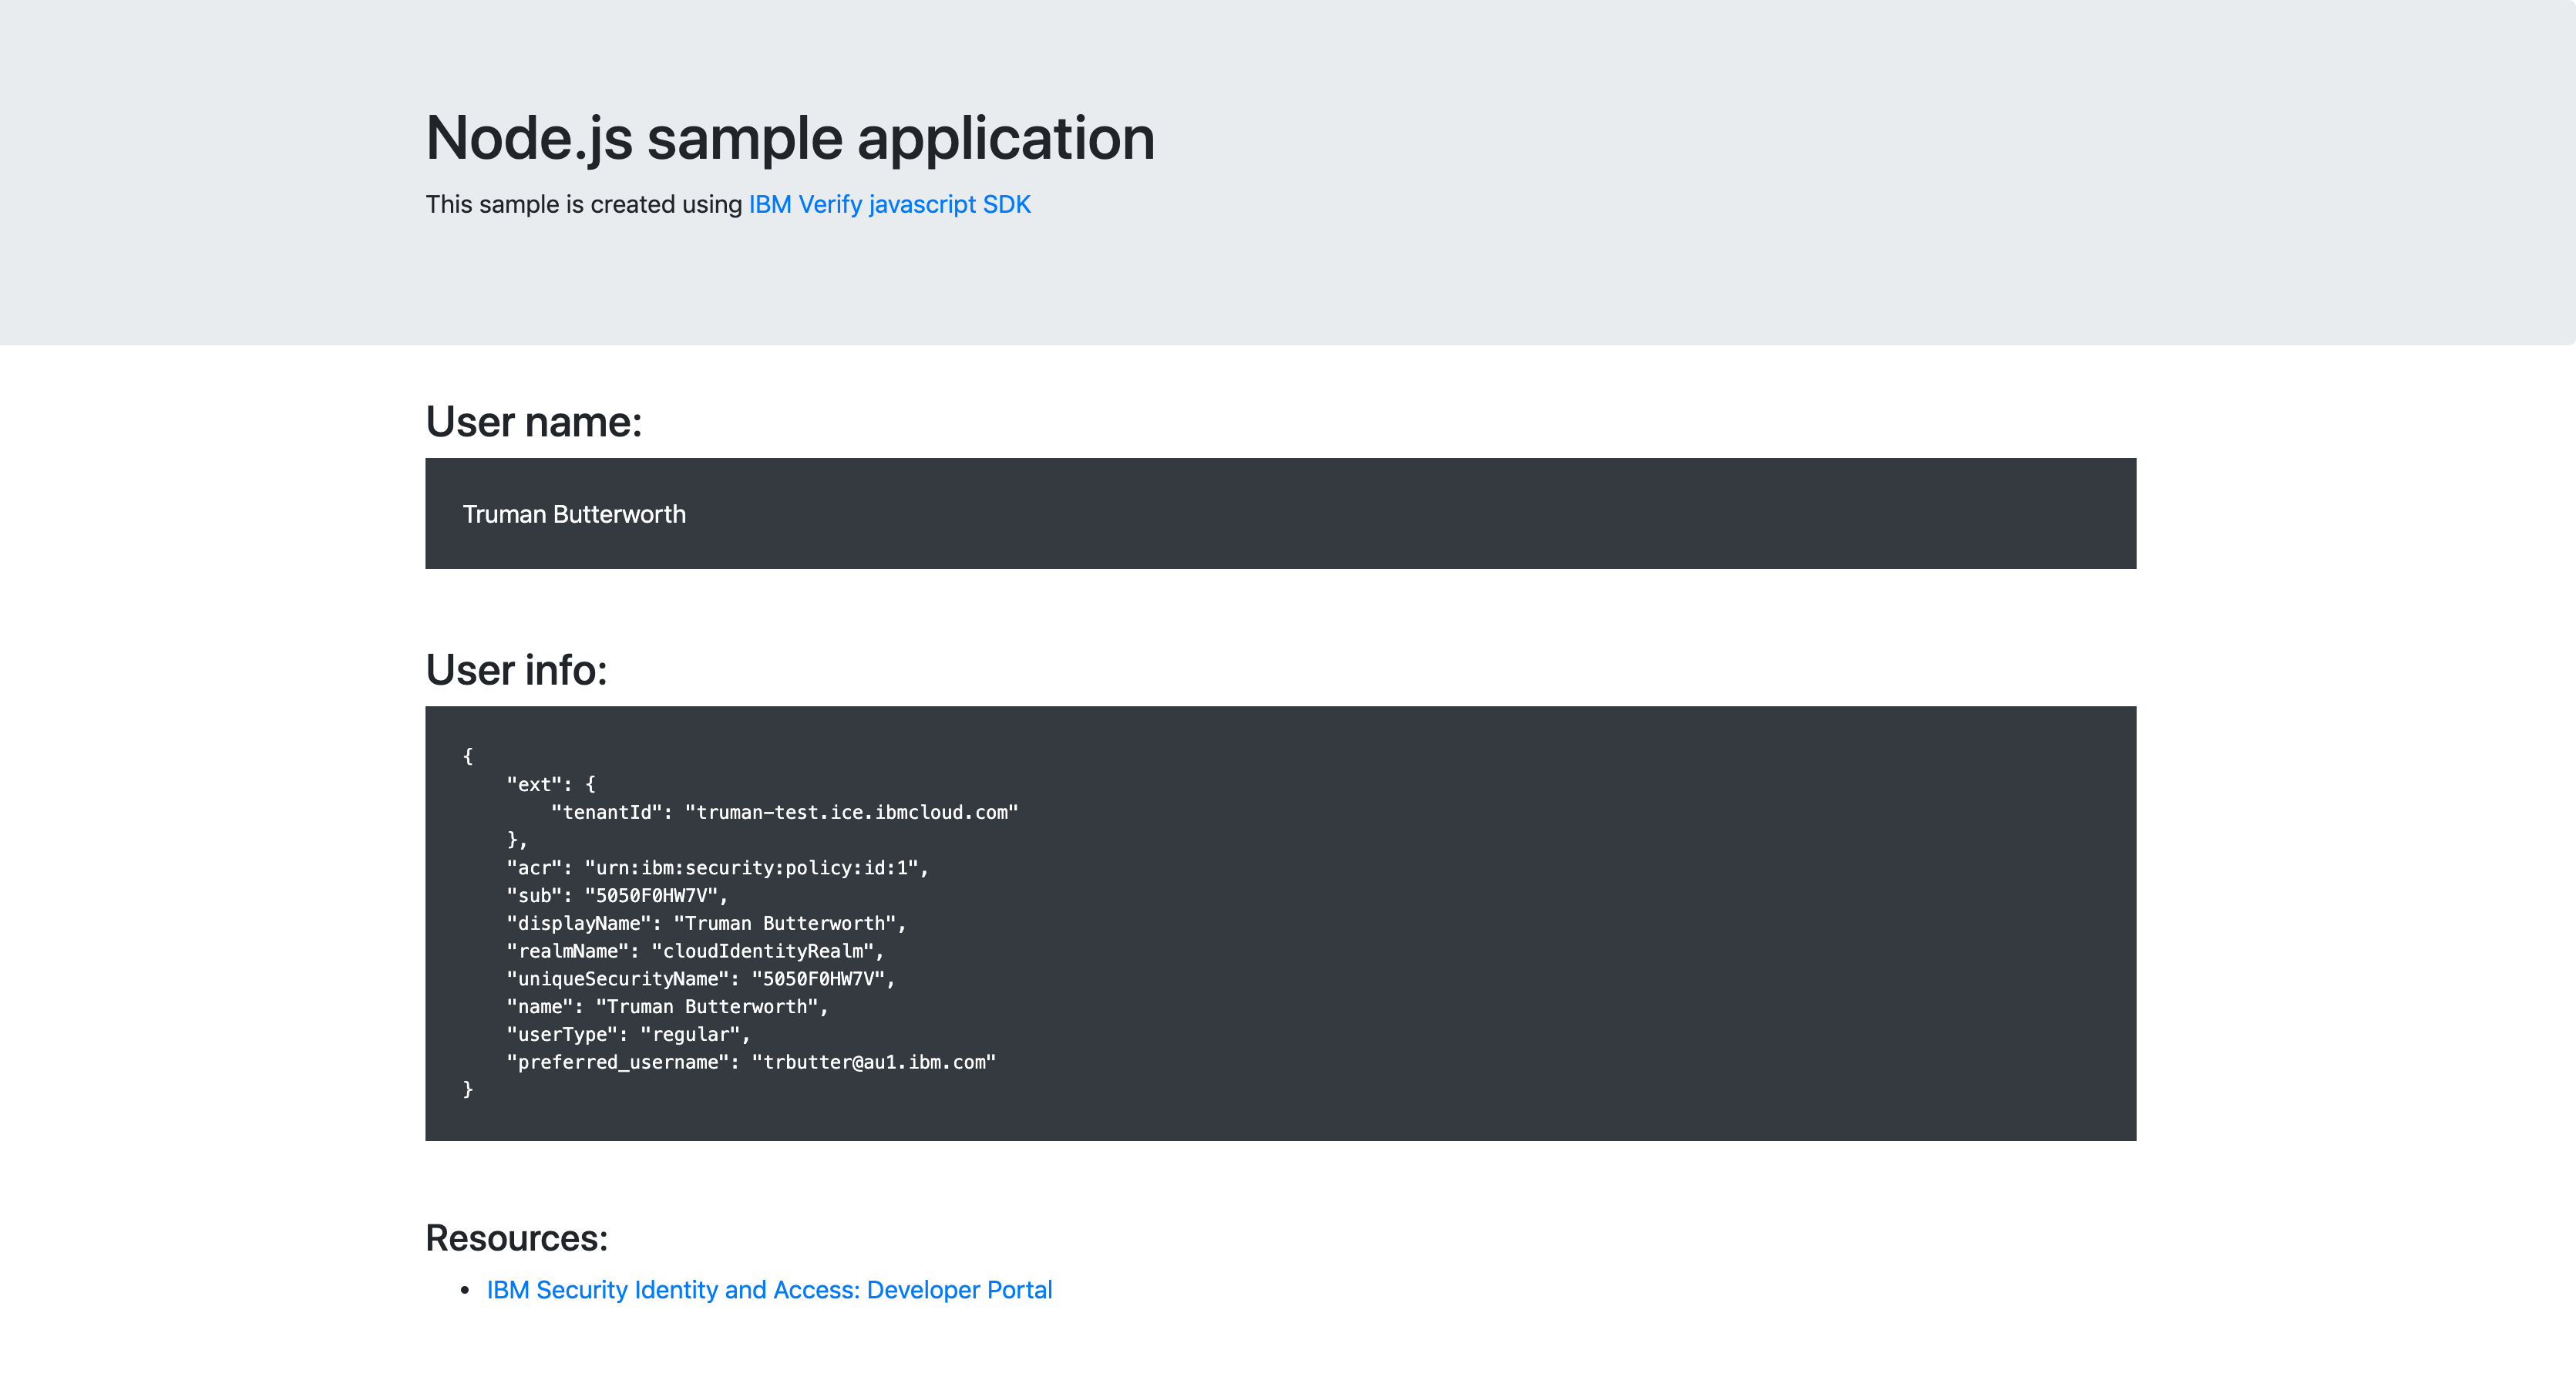 Node.js sample application
This sample is created using IBM Verify javascript SDK
User name:
Truman Butterworth
User info:
{
    "ext": {
        "tenantId": "truman-test.ice.ibmcloud.com"
    },
    "acr": "urn:ibm:security:policy:id:1",
    "sub": "5050F0HW7V",
    "displayName": "Truman Butterworth",
    "realmName": "cloudIdentityRealm",
    "uniqueSecurityName": "5050F0HW7V",
    "name": "Truman Butterworth",
    "userType": "regular",
    "preferred_username": "trbutter@au1.ibm.com"
}
Resources:
• IBM Security Identity and Access: Developer Portal